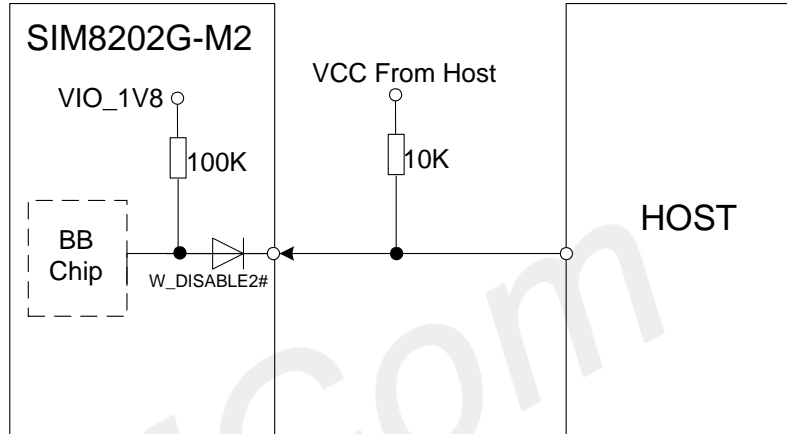 SIM8202G-M2
VCC From Host
VIO_1V8
100K
10K
HOST
BB
Chip
W_DISABLE2#